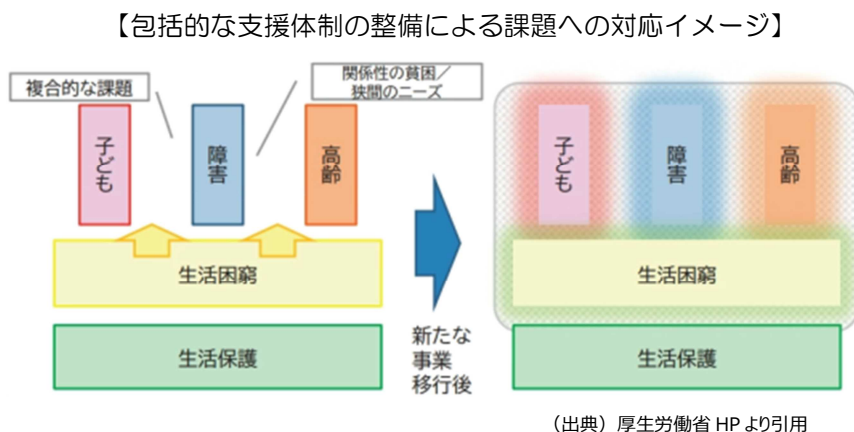 【包括的な支援体制の整備による課題への対応イメージ】
複合的な課題
関係性の貧困／
狭間のニーズ
子ども
障害
高齢
生活困窮
生活保護
新たな
事業
移行後
子ども
障害
高齢
生活困窮
生活保護
（出典）厚生労働省 HP より引用